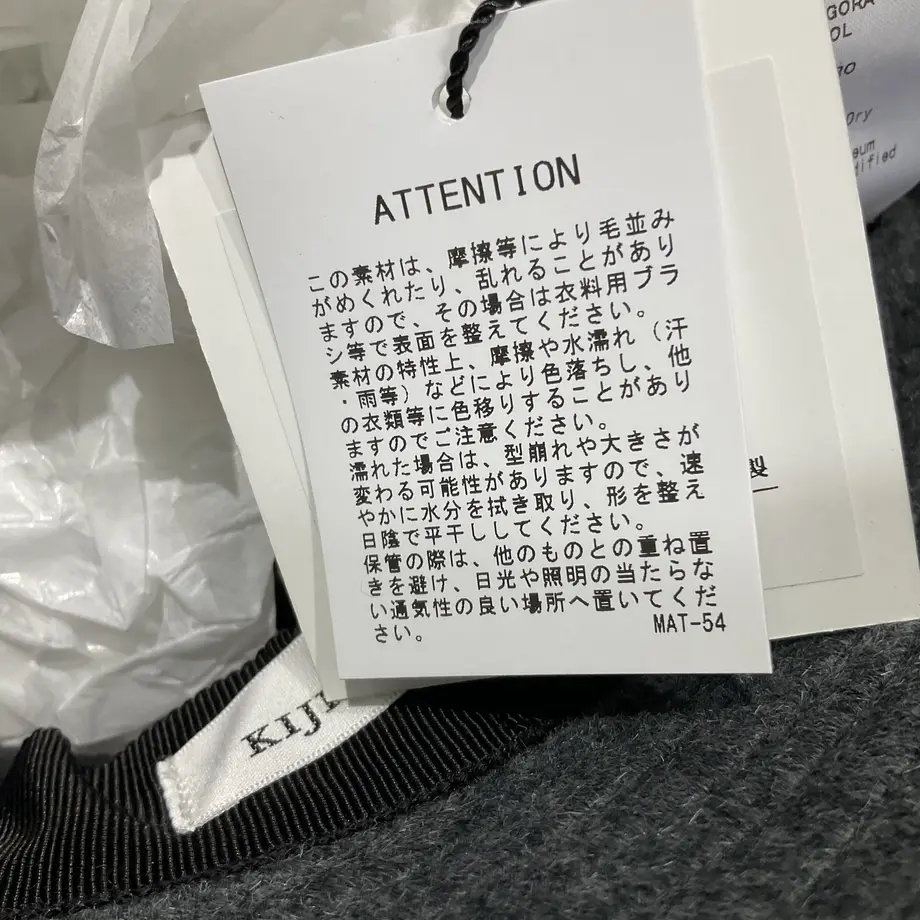 ATTENTION
この素材は、摩擦等により毛並み
がめくれたり、乱れることがあり
ますので、その場合は衣料用ブラ
シ等で表面を整えてください。
素材の特性上、摩擦や水濡れ（汗
・雨等）などにより色落ちし、他
の衣類等に色移りすることがあり
ますのでご注意ください。
濡れた場合は、型崩れや大きさが
変わる可能性がありますので、速
やかに水分を拭き取り、形を整え
日陰で平干ししてください。
保管の際は、他のものとの重ね置
きを避け、日光や照明の当たらな
い通気性の良い場所へ置いてくだ
さい。
MAT-54
製
GORA
OL
70
Dry
KIJI